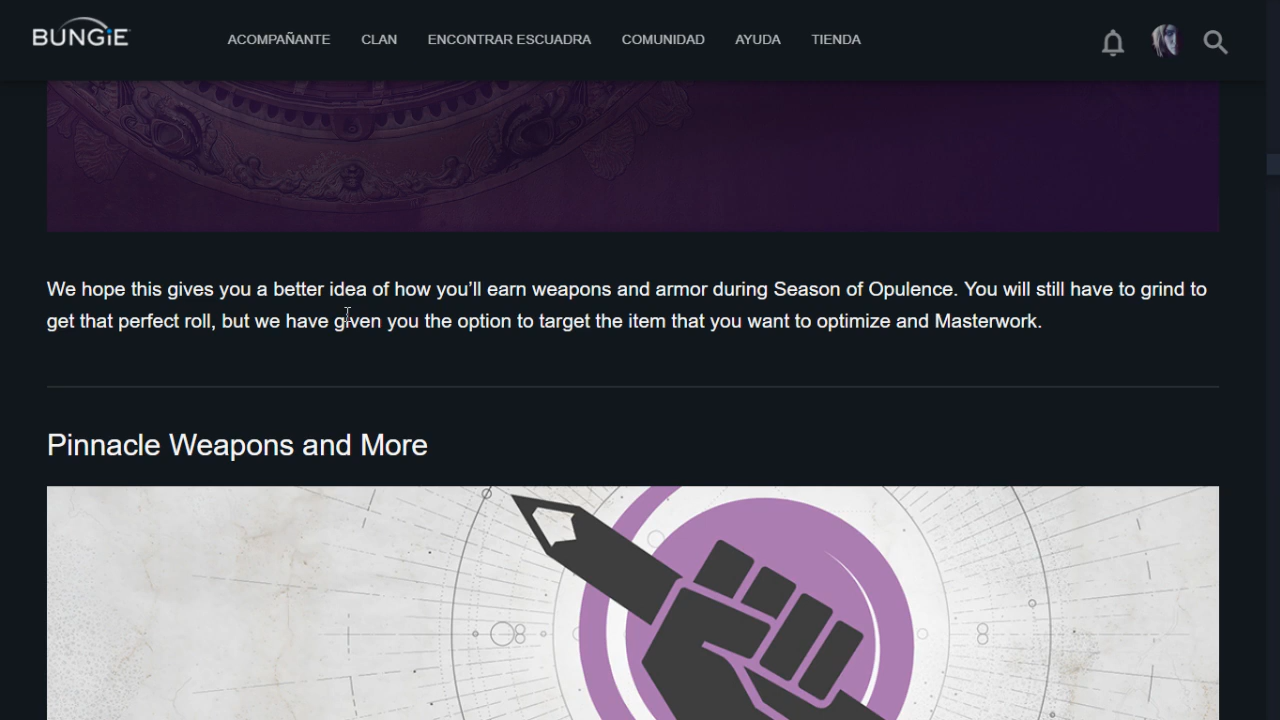 BUNGiE
ACOMPAÑANTE CLAN ENCONTRAR ESCUADRA COMUNIDAD AYUDA TIENDA
We hope this gives you a better idea of how you’ll earn weapons and armor during Season of Opulence. You will still have to grind to
get that perfect roll, but we have given you the option to target the item that you want to optimize and Masterwork.
Pinnacle Weapons and More